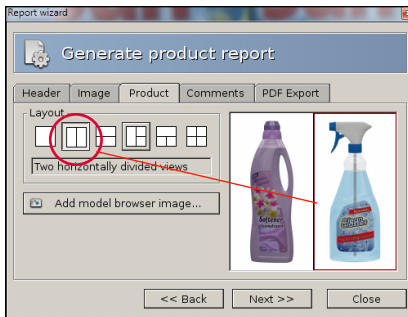 Report wizard
Generate product report
Header
Image
Product
Comments
PDF Export
Layout
Two horizontally divided views
Add model browser image...
Softener
<< Back
Next >>
Close